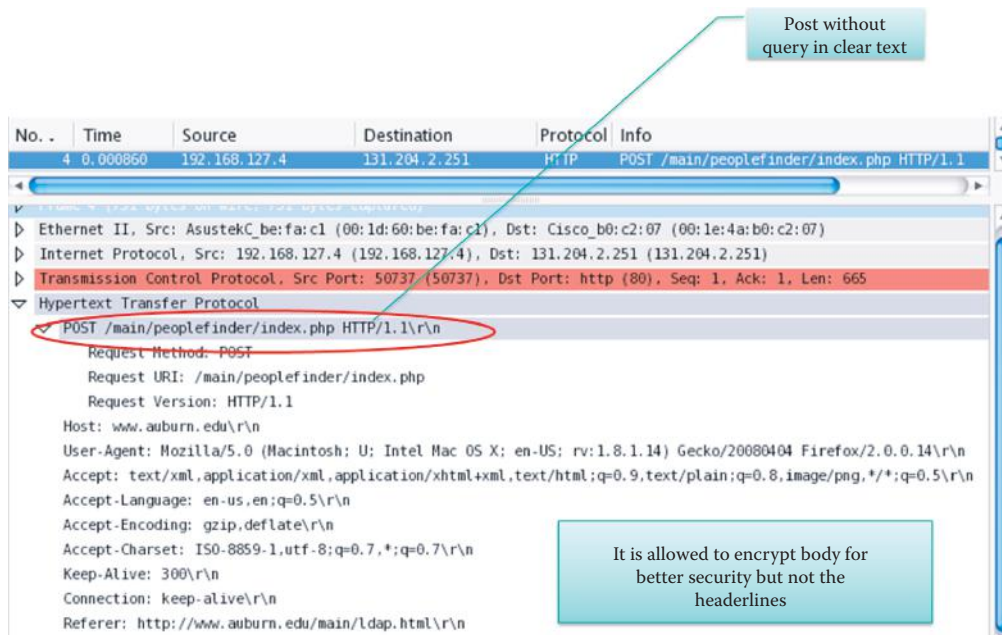 Post without
query in clear text
No. . Time Source Destination Protocol Info
4 0.000860 192.168.127.4 131.204.2.251 HTTP POST /main/peoplefinder/index.php HTTP/1.1
Ethernet II, Src: AsustekC_be:fa:c1 (00:1d:60:be:fa:c1), Dst: Cisco_b0:c2:07 (00:1e:4a:b0:c2:07)
Internet Protocol, Src: 192.168.127.4 (192.168.127.4), Dst: 131.204.2.251 (131.204.2.251)
Transmission Control Protocol, Src Port: 50737 (50737), Dst Port: http (80), Seq: 1, Ack: 1, Len: 665
Hypertext Transfer Protocol
POST /main/peoplefinder/index.php HTTP/1.1\r\n
Request Method: POST
Request URI: /main/peoplefinder/index.php
Request Version: HTTP/1.1
Host: www.auburn.edu\r\n
User-Agent: Mozilla/5.0 (Macintosh; U; Intel Mac OS X; en-US; rv:1.8.1.14) Gecko/20080404 Firefox/2.0.0.14\r\n
Accept: text/xml,application/xml,application/xhtml+xml,text/html;q=0.9,text/plain;q=0.8,image/png,*/*;q=0.5\r\n
Accept-Language: en-us,en;q=0.5\r\n
Accept-Encoding: gzip,deflate\r\n
Accept-Charset: ISO-8859-1,utf-8;q=0.7,*;q=0.7\r\n
Keep-Alive: 300\r\n
Connection: keep-alive\r\n
Referer: http://www.auburn.edu/main/ldap.html\r\n
It is allowed to encrypt body for
better security but not the
headerlines